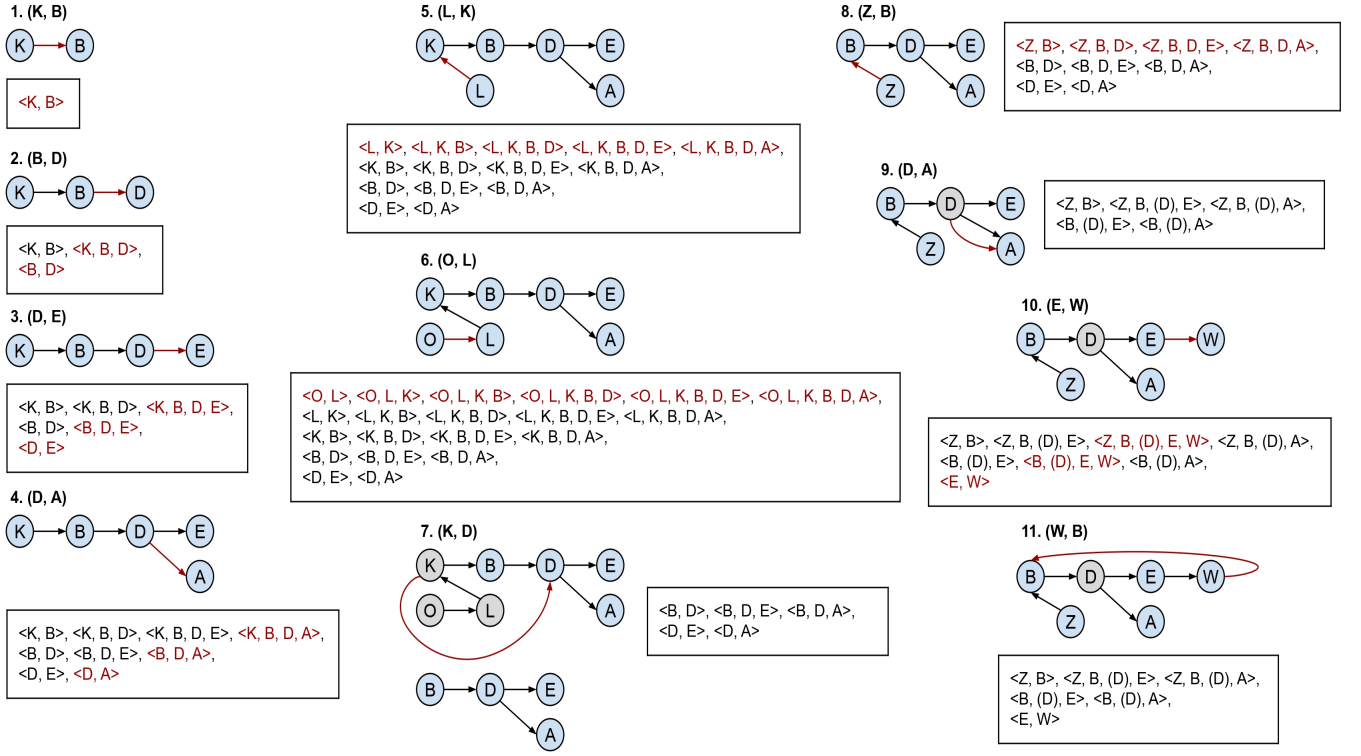 1. (K, B)
K B
<K, B>
2. (B, D)
K B D
<K, B>, <K, B, D>,
<B, D>
3. (D, E)
K B D E
<K, B>, <K, B, D>, <K, B, D, E>,
<B, D>, <B, D, E>,
<D, E>
4. (D, A)
K B D E
A
<K, B>, <K, B, D>, <K, B, D, E>, <K, B, D, A>,
<B, D>, <B, D, E>, <B, D, A>,
<D, E>, <D, A>
5. (L, K)
K B D E
L A
<L, K>, <L, K, B>, <L, K, B, D>, <L, K, B, D, E>, <L, K, B, D, A>,
<K, B>, <K, B, D>, <K, B, D, E>, <K, B, D, A>,
<B, D>, <B, D, E>, <B, D, A>,
<D, E>, <D, A>
6. (O, L)
K B D E
O L A
<O, L>, <O, L, K>, <O, L, K, B>, <O, L, K, B, D>, <O, L, K, B, D, E>, <O, L, K, B, D, A>,
<L, K>, <L, K, B>, <L, K, B, D>, <L, K, B, D, E>, <L, K, B, D, A>,
<K, B>, <K, B, D>, <K, B, D, E>, <K, B, D, A>,
<B, D>, <B, D, E>, <B, D, A>,
<D, E>, <D, A>
7. (K, D)
K B D E
O L A
<B, D>, <B, D, E>, <B, D, A>,
<D, E>, <D, A>
B D E
A
8. (Z, B)
B D E
Z A
<Z, B>, <Z, B, D>, <Z, B, D, E>, <Z, B, D, A>,
<B, D>, <B, D, E>, <B, D, A>,
<D, E>, <D, A>
9. (D, A)
B D E
Z A
<Z, B>, <Z, B, (D), E>, <Z, B, (D), A>,
<B, (D), E>, <B, (D), A>
10. (E, W)
B D E W
Z A
<Z, B>, <Z, B, (D), E>, <Z, B, (D), E, W>, <Z, B, (D), A>,
<B, (D), E>, <B, (D), E, W>, <B, (D), A>,
<E, W>
11. (W, B)
B D E W
Z A
<Z, B>, <Z, B, (D), E>, <Z, B, (D), A>,
<B, (D), E>, <B, (D), A>,
<E, W>